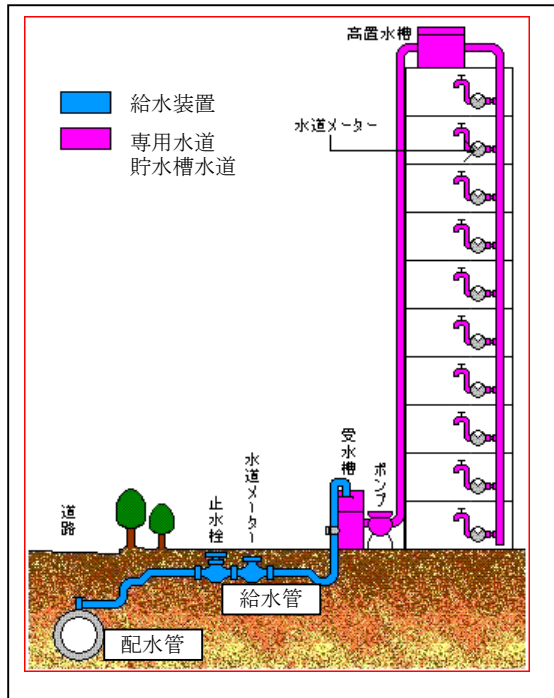 高置水槽
給水装置
専用水道
貯水槽水道
水道メーター
受水槽
ポンプ
水道メーター
止水栓
道路
給水管
配水管